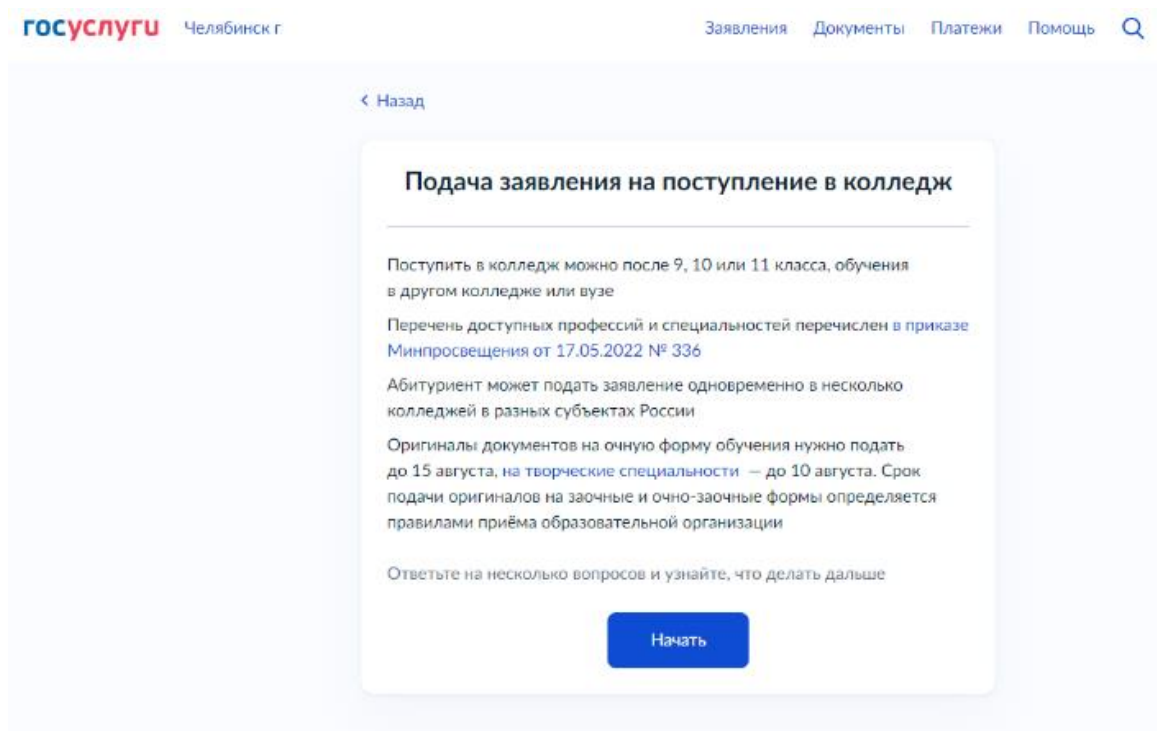 госуслуги Челябинск г Заявления Документы Платежи Помощь
Назад
Подача заявления на поступление в колледж
Поступить в колледж можно после 9, 10 или 11 класса, обучения
в другом колледже или вузе
Перечень доступных профессий и специальностей перечислен в приказе
Минпросвещения от 17.05.2022 № 336
Абитуриент может подать заявление одновременно в несколько
колледжей в разных субъектах России
Оригиналы документов на очную форму обучения нужно подать
до 15 августа, на творческие специальности — до 10 августа. Срок
подачи оригиналов на заочные и очно-заочные формы определяется
правилами приёма образовательной организации
Ответьте на несколько вопросов и узнайте, что делать дальше
Начать